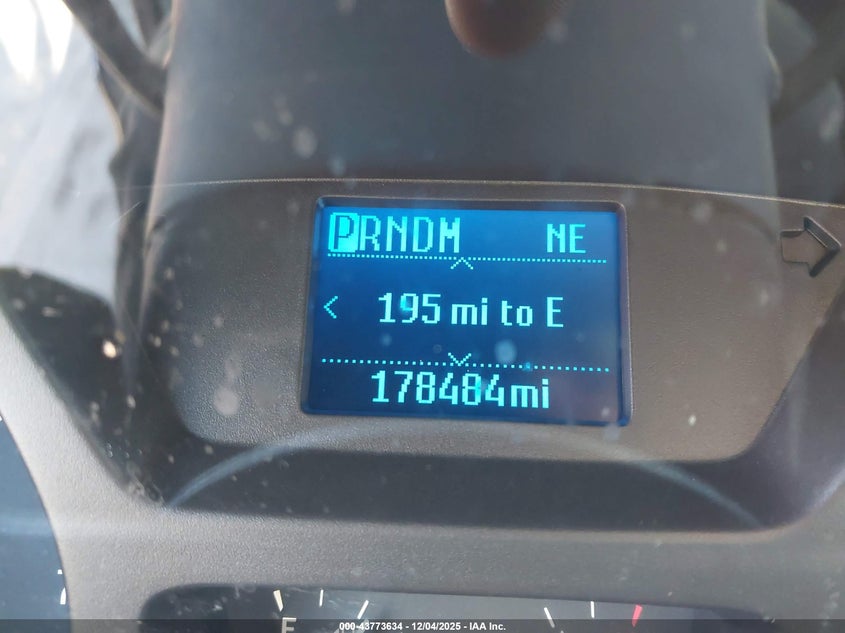 PRNDM NE
< 195 mi to E
178484mi
E
000-43773634 - 12/04/2025 - IAA Inc.